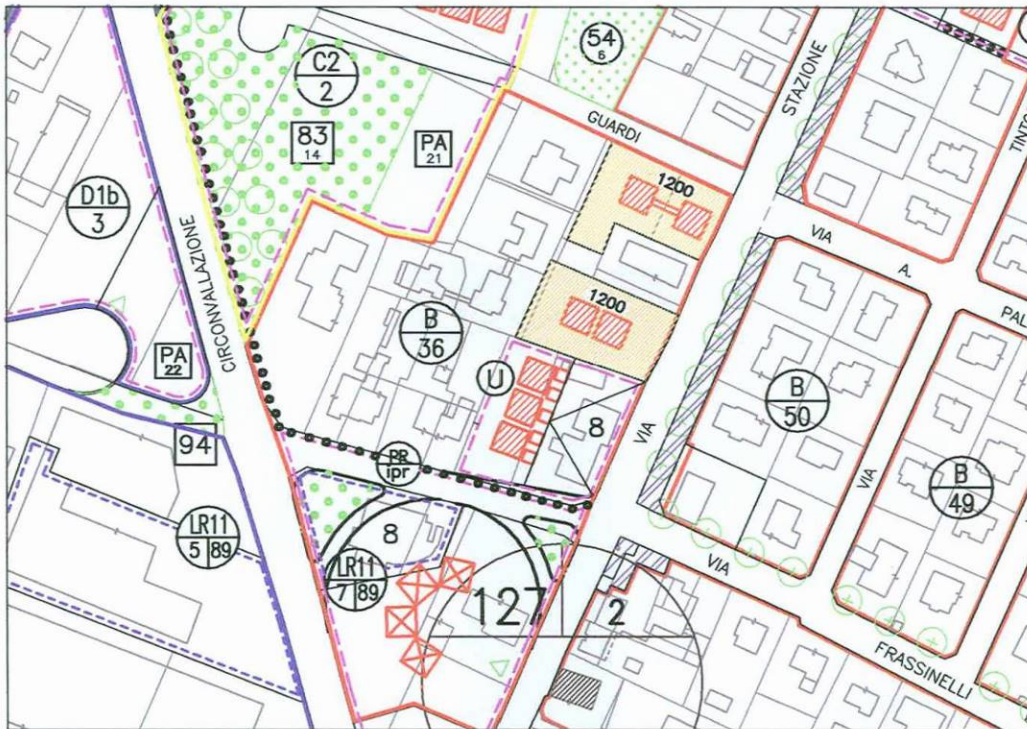 C2
2
54
6
STAZIONE
83
14
PA
21
GUARDI
TINTO
1200
D1b
3
VIA
A.
CIRCONVALLAZIONE
1200
PAL
B
36
PA
22
U
B
50
8
VIA
94
PR
ipr
VIA
B
49
LR11
5 89
8
LR11
7 89
127
2
VIA
FRASSINELLI